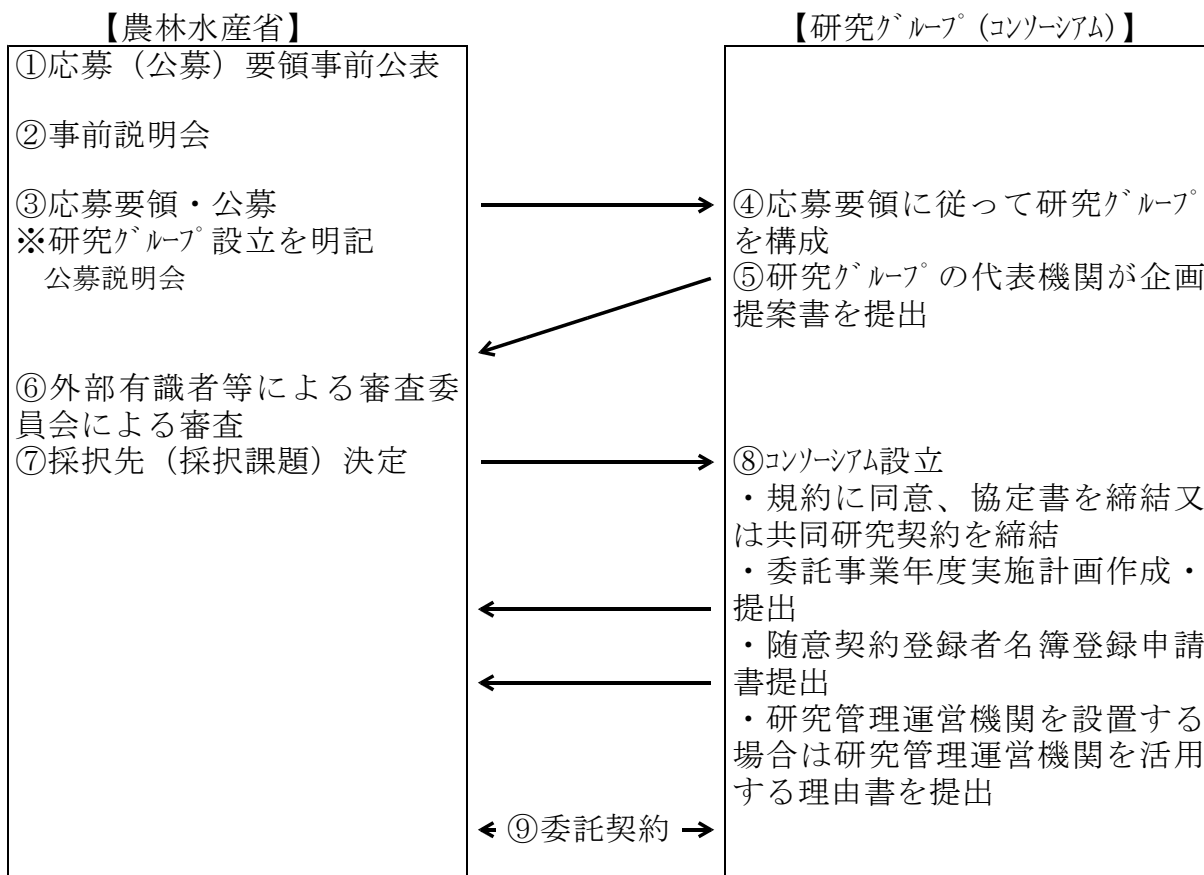 【農林水産省】
【研究ｸﾞﾙｰﾌﾟ(ｺﾝｿｰｼｱﾑ)】
①応募（公募）要領事前公表
②事前説明会
③応募要領・公募
※研究ｸﾞﾙｰﾌﾟ設立を明記
公募説明会
④応募要領に従って研究ｸﾞﾙｰﾌﾟ
を構成
⑤研究ｸﾞﾙｰﾌﾟの代表機関が企画
提案書を提出
⑥外部有識者等による審査委
員会による審査
⑦採択先（採択課題）決定
⑧ｺﾝｿｰｼｱﾑ設立
・規約に同意、協定書を締結又
は共同研究契約を締結
・委託事業年度実施計画作成・
提出
・随意契約登録者名簿登録申請
書提出
・研究管理運営機関を設置する
場合は研究管理運営機関を活用
する理由書を提出
⑨委託契約